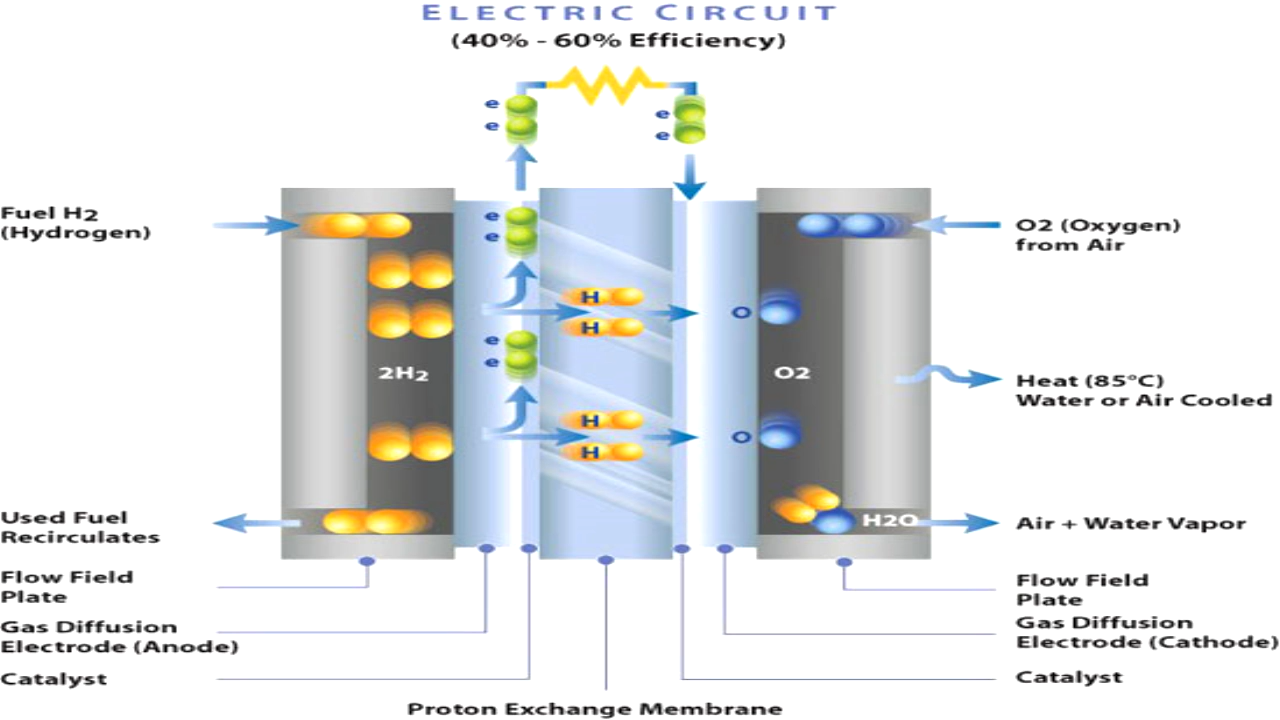 ELECTRIC CIRCUIT
(40% - 60% Efficiency)
e
e
e
e
Fuel H2
(Hydrogen)
e
e
O2 (Oxygen)
from Air
H
H
O
e
e
2H2
O2
Heat (85°C)
Water or Air Cooled
H
H
O
Used Fuel
Recirculates
H2O
Air + Water Vapor
Flow Field
Plate
Flow Field
Plate
Gas Diffusion
Electrode (Anode)
Gas Diffusion
Electrode (Cathode)
Catalyst
Catalyst
Proton Exchange Membrane